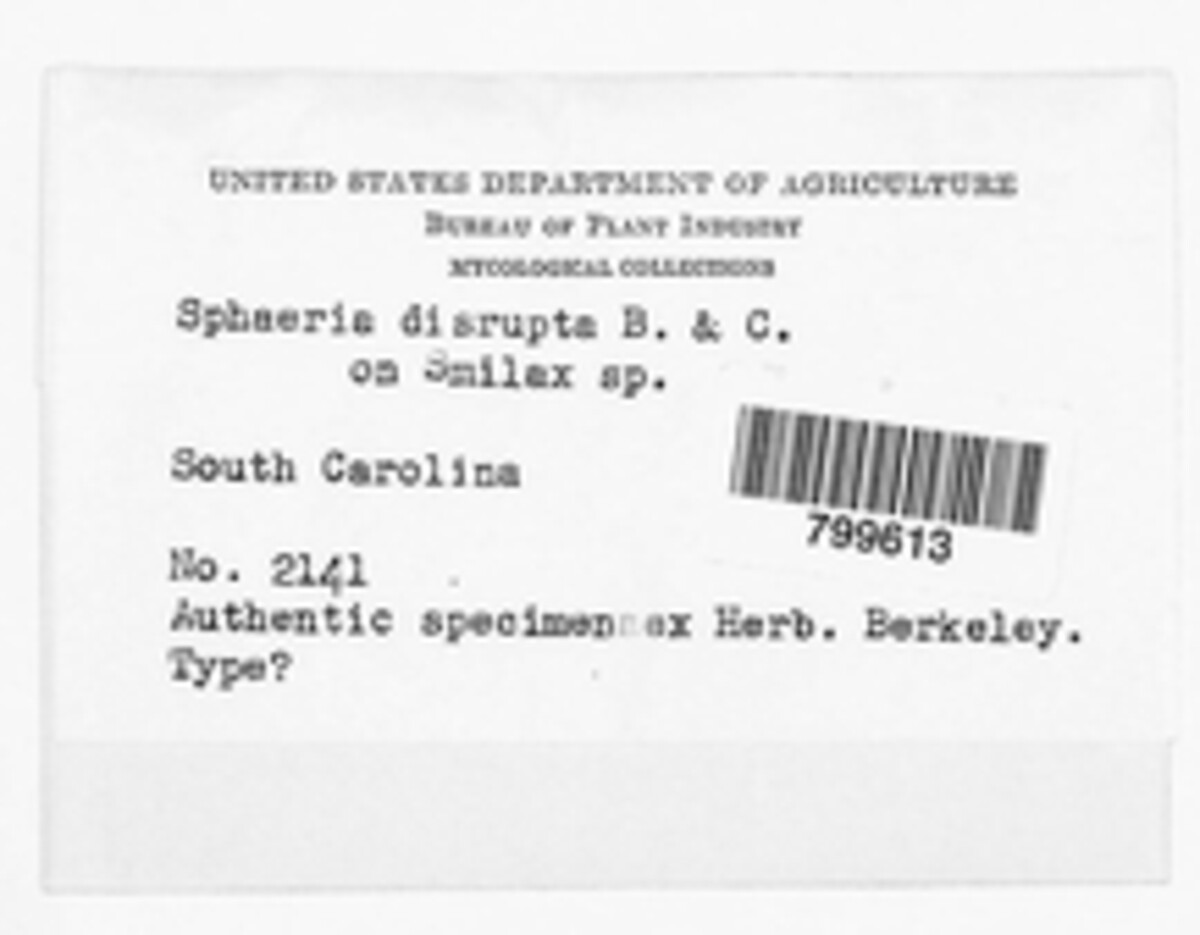 UNITED STATES DEPARTMENT OF AGRICULTURE
BUREAU OF PLANT INDUSTRY
MYCOLOGICAL COLLECTIONS
Sphaeria disrupta B. & C.
on Smilax sp.
South Carolina
799613
No. 2141
Authentic specimen ex Herb. Berkeley.
Type?